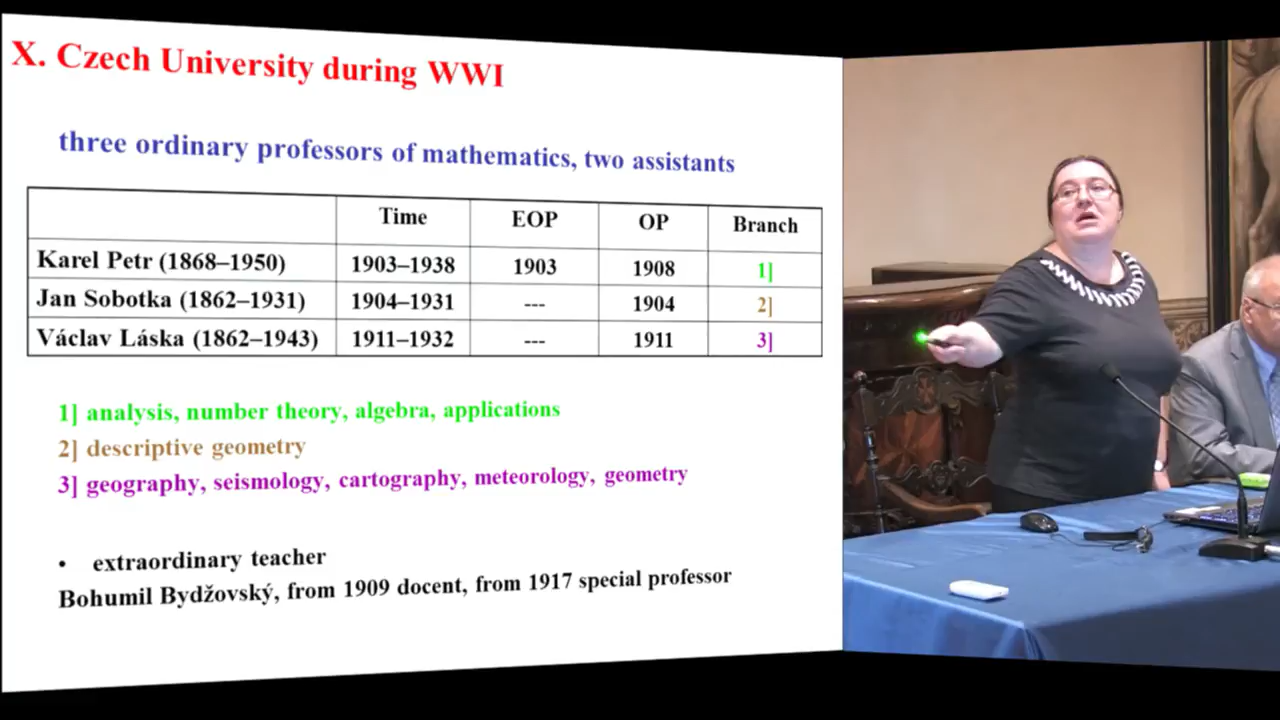 X. Czech University during WWI
three ordinary professors of mathematics, two assistants
Time EOP OP Branch
Karel Petr (1868–1950) 1903–1938 1903 1908 1]
Jan Sobotka (1862–1931) 1904–1931 --- 1904 2]
Václav Láska (1862–1943) 1911–1932 --- 1911 3]
1] analysis, number theory, algebra, applications
2] descriptive geometry
3] geography, seismology, cartography, meteorology, geometry
• extraordinary teacher
Bohumil Bydžovský, from 1909 docent, from 1917 special professor